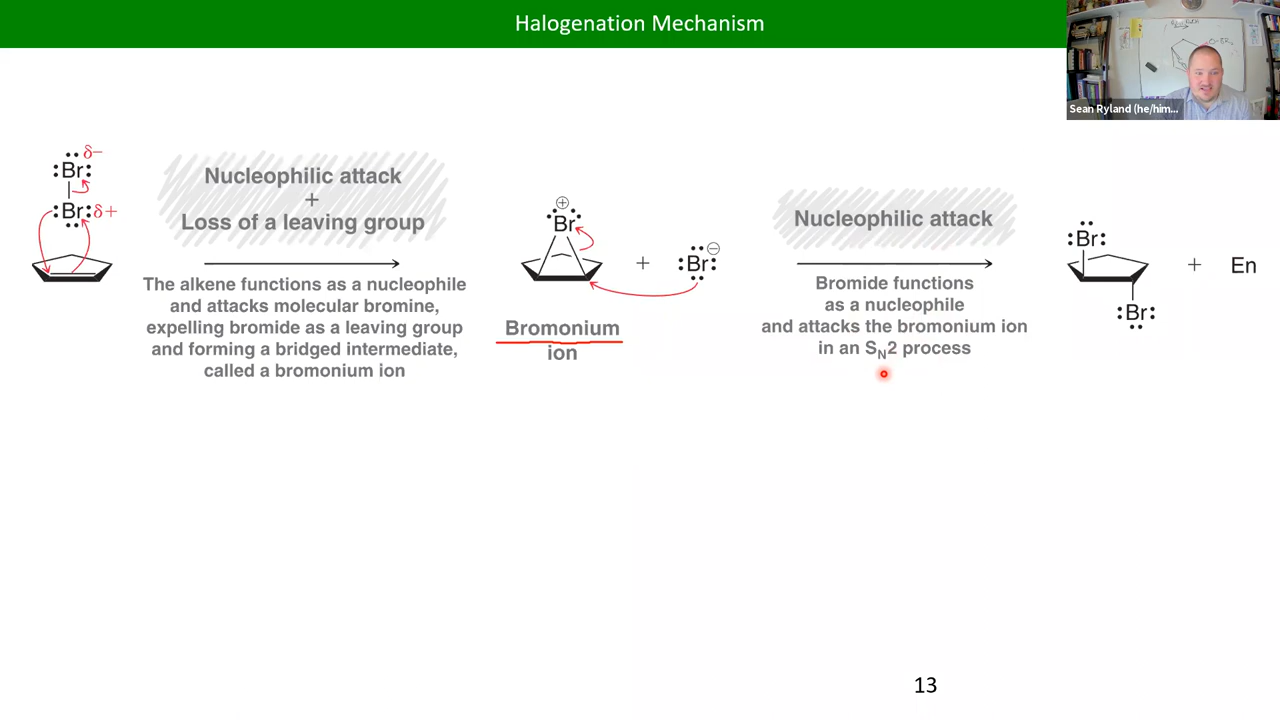 Halogenation Mechanism
Sean Ryland (he/him...
Br δ−
Br δ+
Nucleophilic attack
+
Loss of a leaving group
The alkene functions as a nucleophile
and attacks molecular bromine,
expelling bromide as a leaving group
and forming a bridged intermediate,
called a bromonium ion
⊕
Br
+
:Br: ⊖
Bromonium
ion
Nucleophilic attack
Bromide functions
as a nucleophile
and attacks the bromonium ion
in an SN2 process
:Br:
:Br:
+
En
13